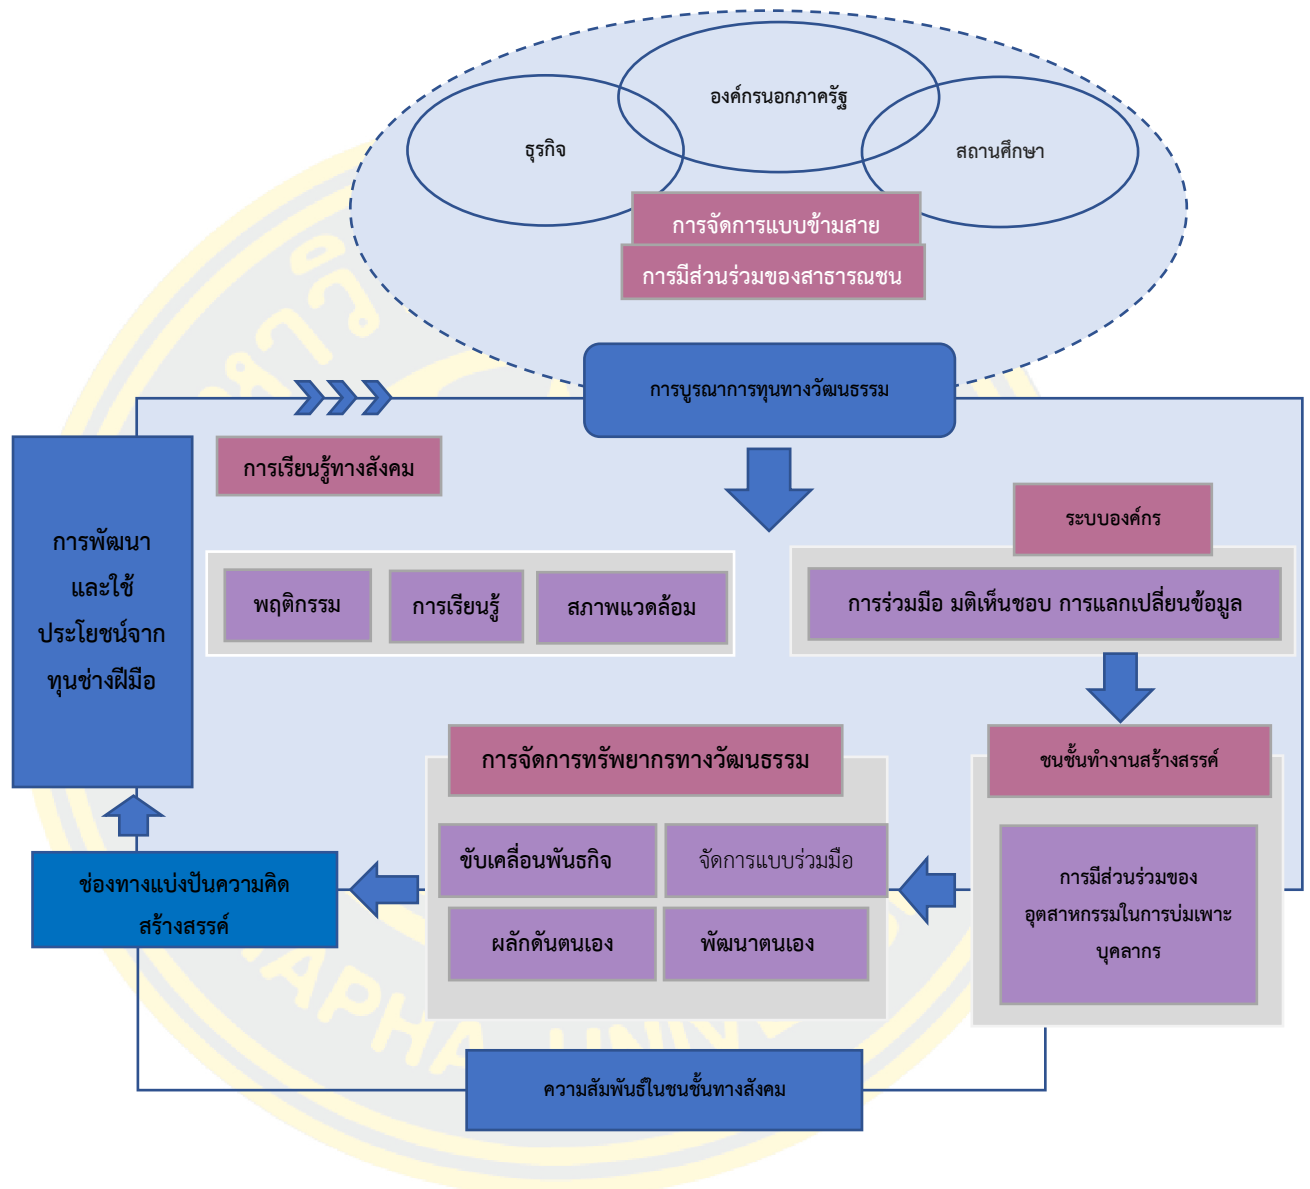 องค์กรนอกภาครัฐ
ธุรกิจ
สถานศึกษา
การจัดการแบบข้ามสาย
การมีส่วนร่วมของสาธารณชน
การบูรณาการทุนทางวัฒนธรรม
การเรียนรู้ทางสังคม
ระบบองค์กร
การพัฒนา
และใช้
ประโยชน์จาก
ทุนช่างฝีมือ
พฤติกรรม
การเรียนรู้
สภาพแวดล้อม
การร่วมมือ มติเห็นชอบ การแลกเปลี่ยนข้อมูล
การจัดการทรัพยากรทางวัฒนธรรม
ชนชั้นทำงานสร้างสรรค์
ขับเคลื่อนพันธกิจ
จัดการแบบร่วมมือ
ผลักดันตนเอง
พัฒนาตนเอง
การมีส่วนร่วมของ
อุตสาหกรรมในการบ่มเพาะ
บุคลากร
ช่องทางแบ่งปันความคิด
สร้างสรรค์
ความสัมพันธ์ในชนชั้นทางสังคม